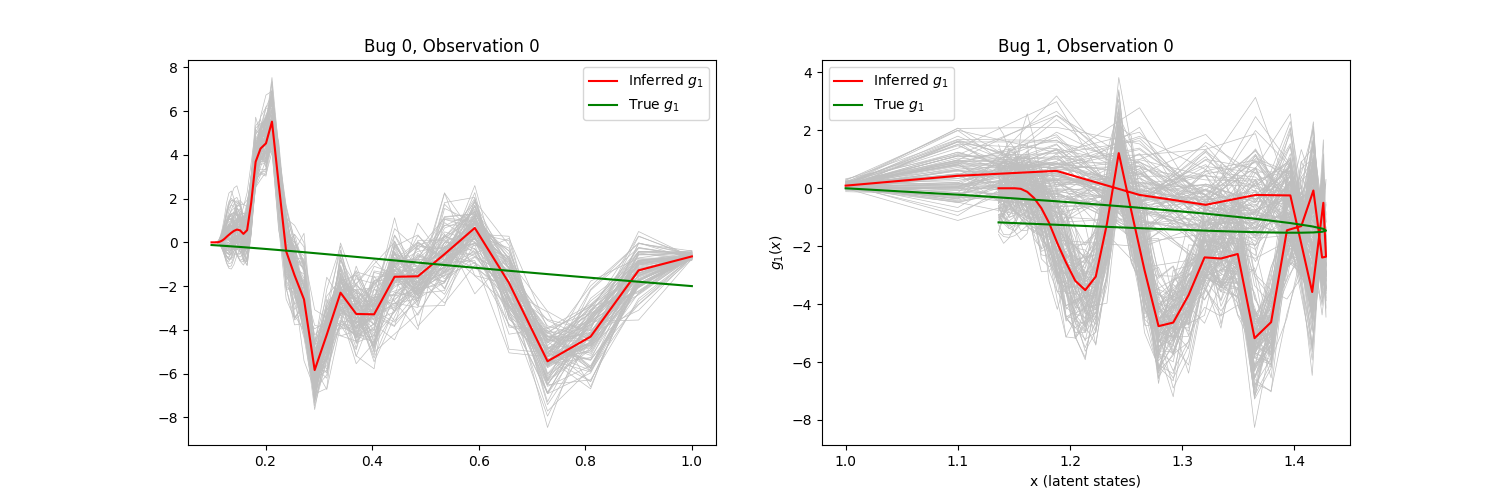 Bug 0, Observation 0
8
6
4
2
0
−2
−4
−6
−8
0.2 0.4 0.6 0.8 1.0
Inferred g₁
True g₁
Bug 1, Observation 0
4
2
0
−2
−4
−6
−8
g₁(x)
1.0 1.1 1.2 1.3 1.4
x (latent states)
Inferred g₁
True g₁